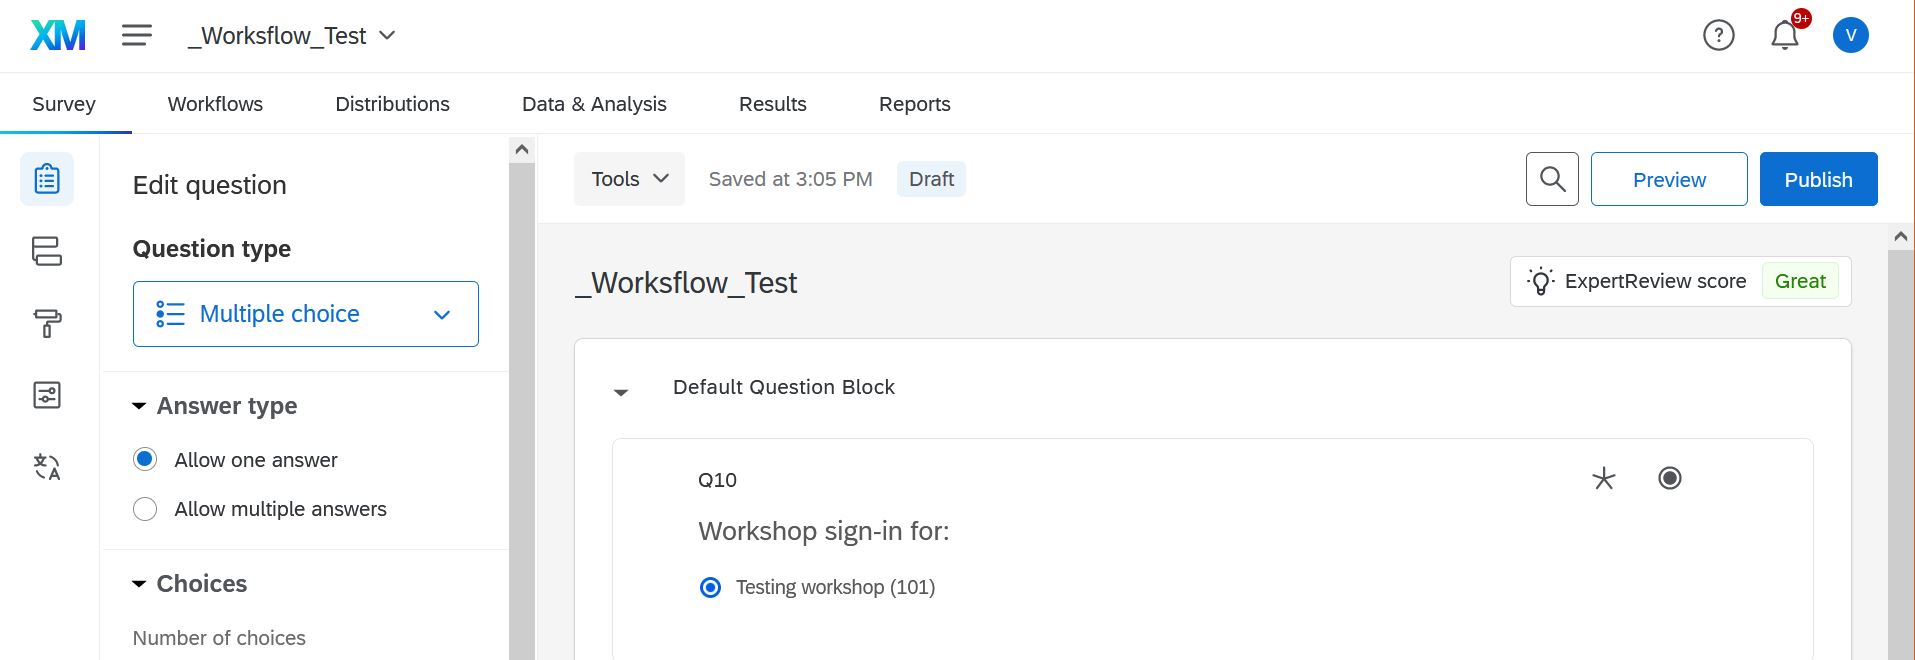 XM
_Worksflow_Test
?
9+
V
Survey
Workflows
Distributions
Data & Analysis
Results
Reports
Edit question
Question type
Multiple choice
Answer type
Allow one answer
Allow multiple answers
Choices
Number of choices
Tools
Saved at 3:05 PM
Draft
Preview
Publish
_Worksflow_Test
ExpertReview score
Great
Default Question Block
Q10
Workshop sign-in for:
Testing workshop (101)